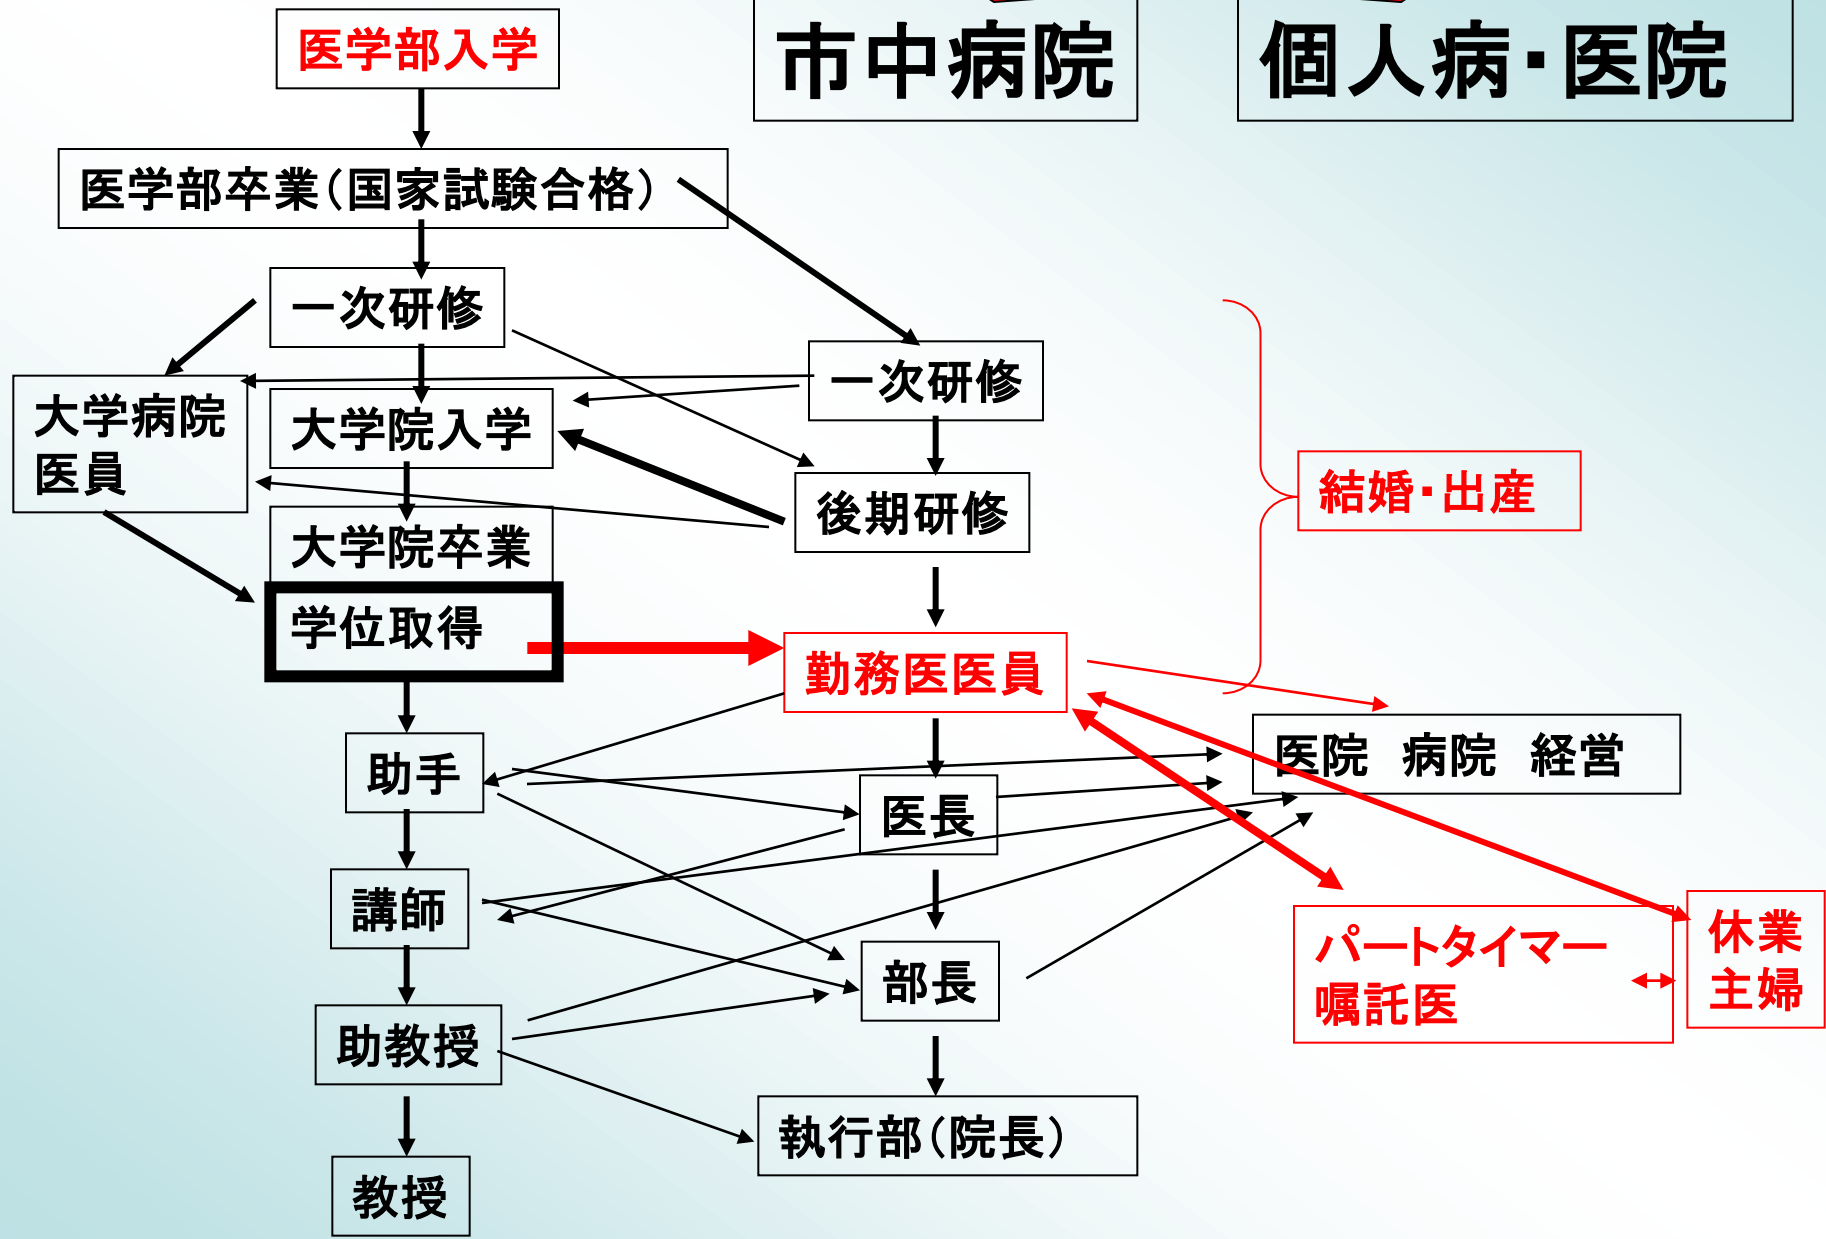 医学部入学
市中病院
個人病・医院
医学部卒業（国家試験合格）
一次研修
一次研修
大学病院
医員
大学院入学
後期研修
結婚・出産
大学院卒業
学位取得
勤務医医員
助手
医院　病院　経営
医長
講師
パートタイマー
嘱託医
休業
主婦
部長
助教授
執行部（院長）
教授